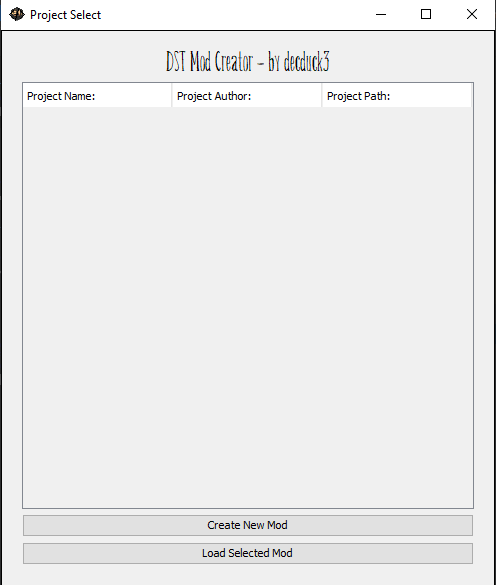 Project Select
DST Mod Creator - by decduck3
Project Name: Project Author: Project Path:
Create New Mod
Load Selected Mod